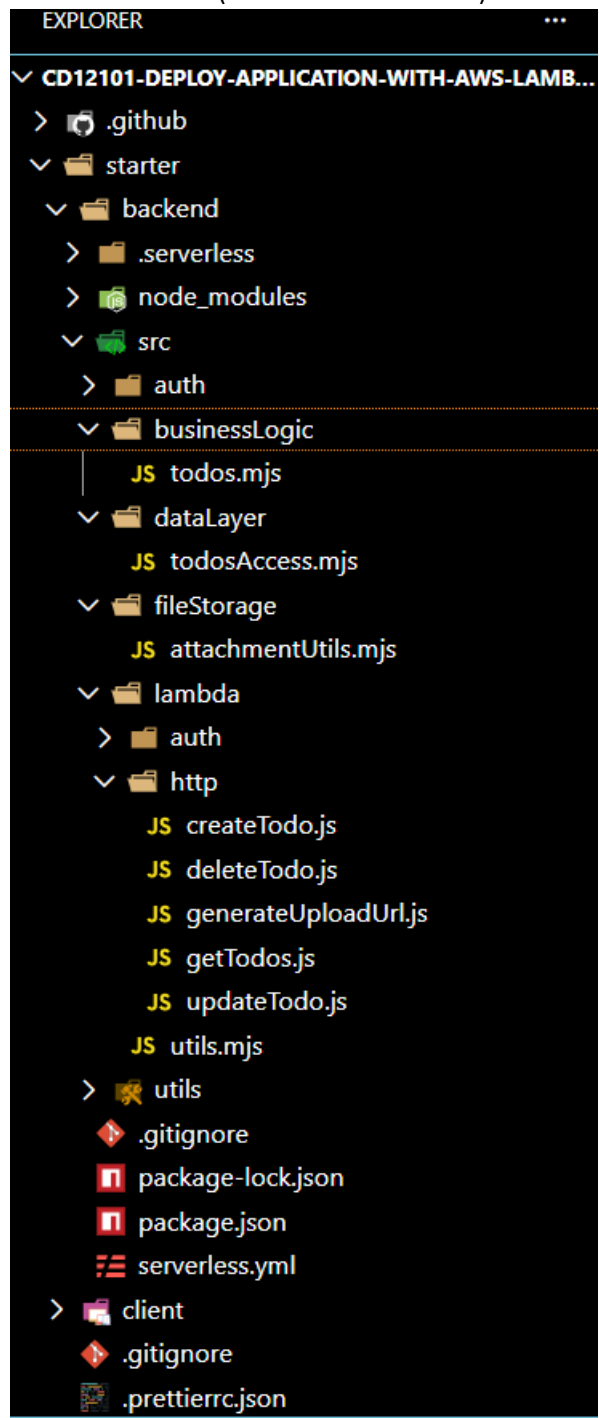 EXPLORER ...
CD12101-DEPLOY-APPLICATION-WITH-AWS-LAMB...
.github
starter
backend
.serverless
node_modules
src
auth
businessLogic
JS todos.mjs
dataLayer
JS todosAccess.mjs
fileStorage
JS attachmentUtils.mjs
lambda
auth
http
JS createTodo.js
JS deleteTodo.js
JS generateUploadUrl.js
JS getTodos.js
JS updateTodo.js
JS utils.mjs
utils
.gitignore
package-lock.json
package.json
serverless.yml
client
.gitignore
.prettierrc.json